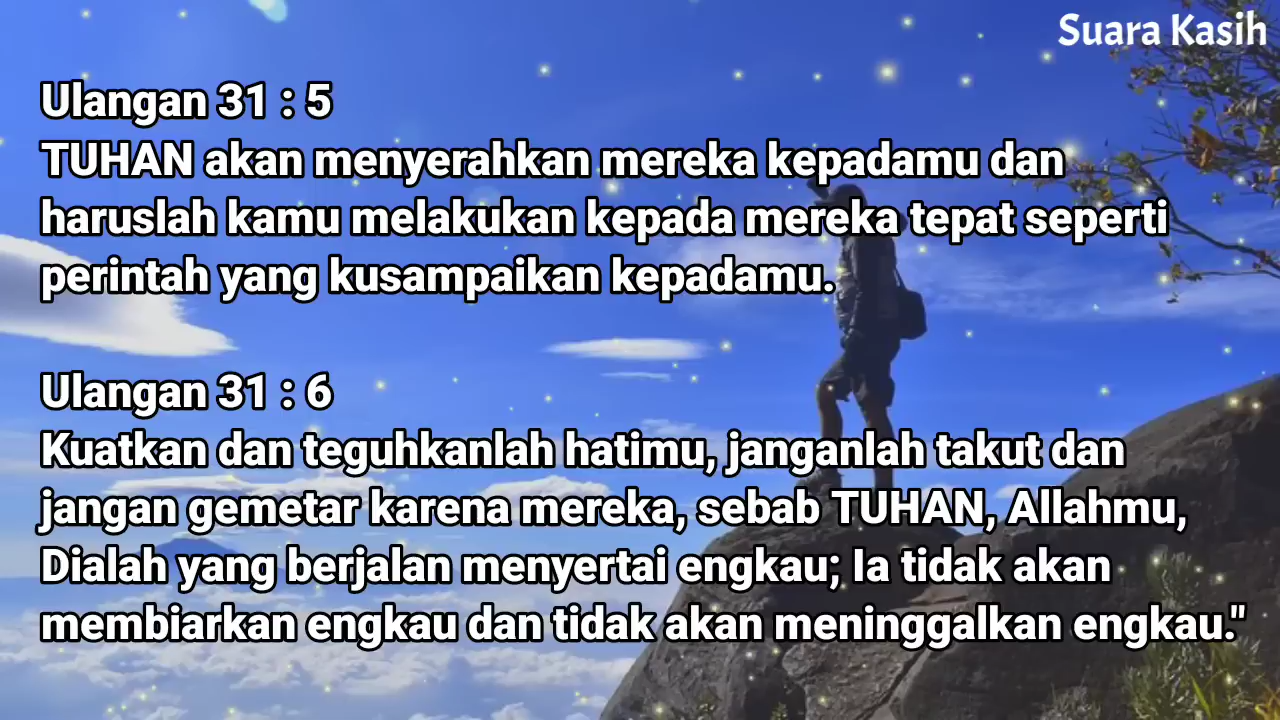 Suara Kasih
Ulangan 31 : 5
TUHAN akan menyerahkan mereka kepadamu dan
haruslah kamu melakukan kepada mereka tepat seperti
perintah yang kusampaikan kepadamu.
Ulangan 31 : 6
Kuatkan dan teguhkanlah hatimu, janganlah takut dan
jangan gemetar karena mereka, sebab TUHAN, Allahmu,
Dialah yang berjalan menyertai engkau; Ia tidak akan
membiarkan engkau dan tidak akan meninggalkan engkau."